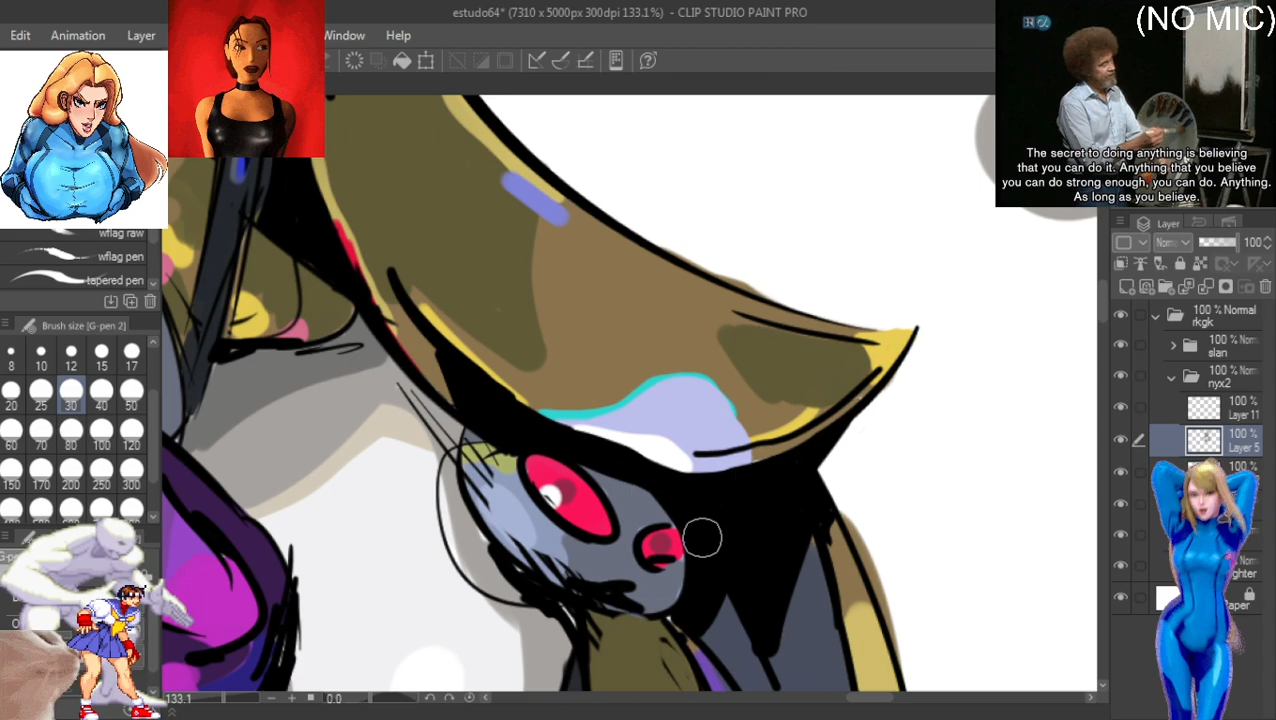 estudo64* (7310 x 5000px 300dpi 133.1%) - CLIP STUDIO PAINT PRO
(NO MIC)
Edit Animation Layer Window Help
The secret to doing anything is believing
that you can do it. Anything that you believe
you can do strong enough, you can do. Anything.
As long as you believe.
Layer
Norm 100
wflag raw
wflag pen
tapered pen
Brush size [G-pen 2]
8 10 12 15 17
20 25 30 40 50
60 70 80 100 120
150 170 200 250 300
100 % Normal
rkgk
100 %
slan
100 %
nyx2
100 %
Layer 11
100 %
Layer 5
100 %
133.1 0.0